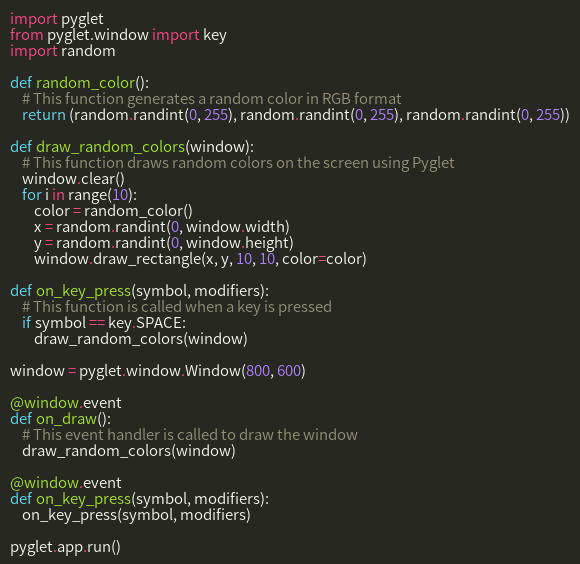 import pyglet
from pyglet.window import key
import random

def random_color():
    # This function generates a random color in RGB format
    return (random.randint(0, 255), random.randint(0, 255), random.randint(0, 255))

def draw_random_colors(window):
    # This function draws random colors on the screen using Pyglet
    window.clear()
    for i in range(10):
        color = random_color()
        x = random.randint(0, window.width)
        y = random.randint(0, window.height)
        window.draw_rectangle(x, y, 10, 10, color=color)

def on_key_press(symbol, modifiers):
    # This function is called when a key is pressed
    if symbol == key.SPACE:
        draw_random_colors(window)

window = pyglet.window.Window(800, 600)

@window.event
def on_draw():
    # This event handler is called to draw the window
    draw_random_colors(window)

@window.event
def on_key_press(symbol, modifiers):
    on_key_press(symbol, modifiers)

pyglet.app.run()